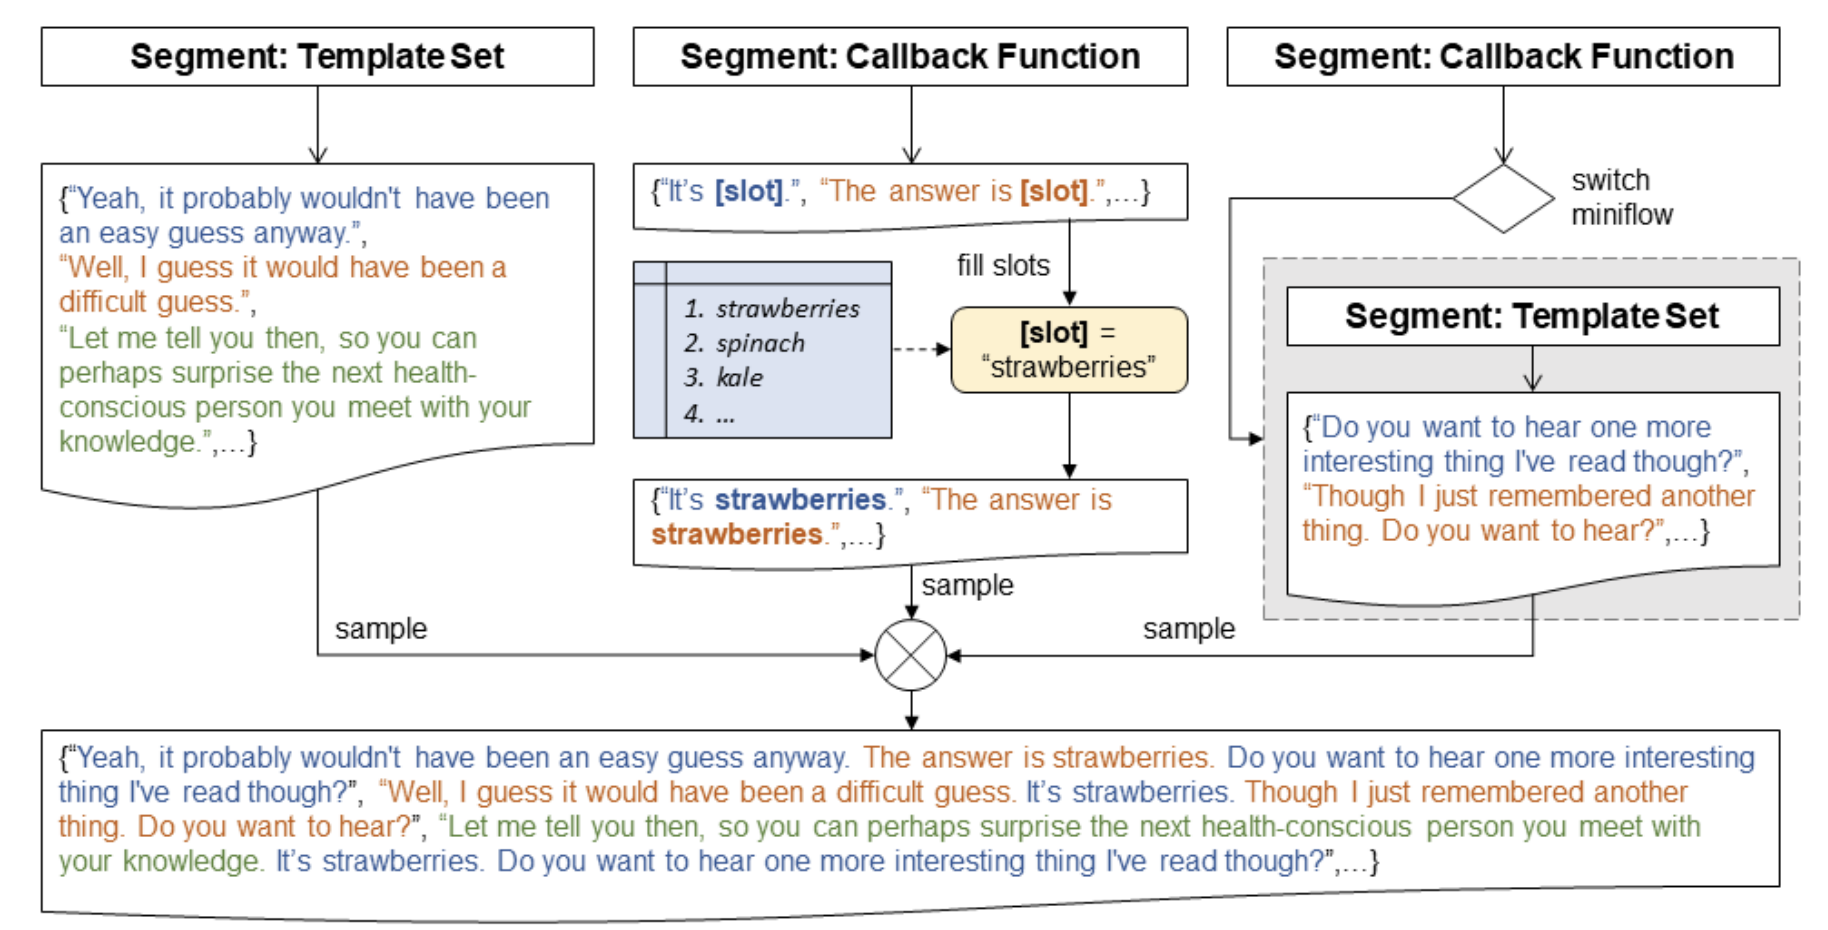 Segment: Template Set
{“Yeah, it probably wouldn't have been
an easy guess anyway.”,
“Well, I guess it would have been a
difficult guess.”,
“Let me tell you then, so you can
perhaps surprise the next health-
conscious person you meet with your
knowledge.”,...}
sample
Segment: Callback Function
{“It’s [slot].”, “The answer is [slot].”,...}
fill slots
1. strawberries
2. spinach
3. kale
4. ...
[slot] =
“strawberries”
{“It’s strawberries.”, “The answer is
strawberries.”,...}
sample
Segment: Callback Function
switch
miniflow
Segment: Template Set
{“Do you want to hear one more
interesting thing I've read though?”,
“Though I just remembered another
thing. Do you want to hear?”,...}
sample
{“Yeah, it probably wouldn't have been an easy guess anyway. The answer is strawberries. Do you want to hear one more interesting
thing I've read though?”, “Well, I guess it would have been a difficult guess. It’s strawberries. Though I just remembered another
thing. Do you want to hear?”, “Let me tell you then, so you can perhaps surprise the next health-conscious person you meet with
your knowledge. It’s strawberries. Do you want to hear one more interesting thing I've read though?”,...}